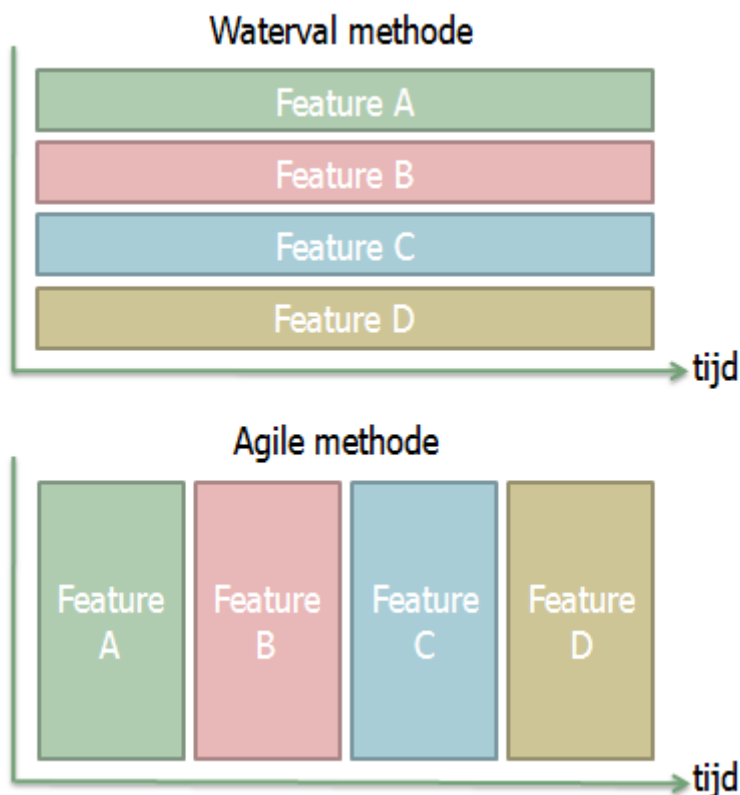 Waterval methode
Feature A
Feature B
Feature C
Feature D
tijd
Agile methode
Feature
A
Feature
B
Feature
C
Feature
D
tijd